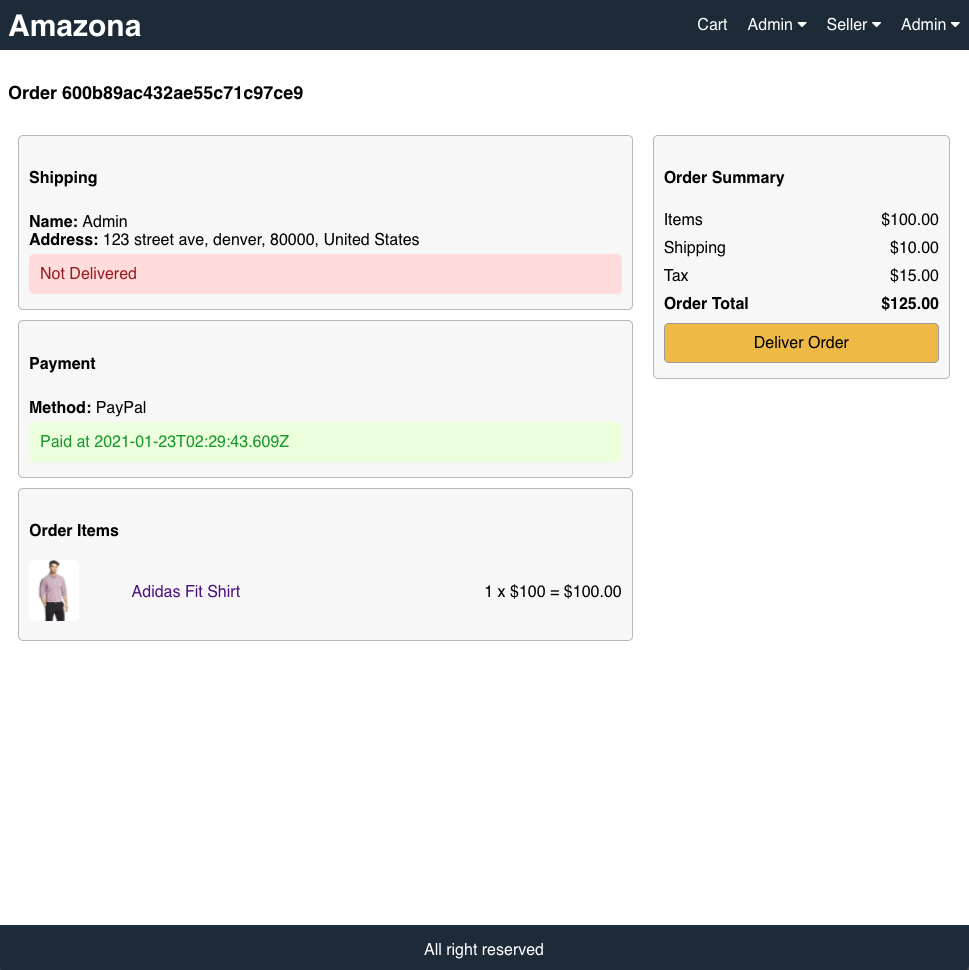 Amazona
Cart Admin Seller Admin
Order 600b89ac432ae55c71c97ce9
Shipping
Name: Admin
Address: 123 street ave, denver, 80000, United States
Not Delivered
Payment
Method: PayPal
Paid at 2021-01-23T02:29:43.609Z
Order Items
Adidas Fit Shirt 1 x $100 = $100.00
Order Summary
Items $100.00
Shipping $10.00
Tax $15.00
Order Total $125.00
Deliver Order
All right reserved